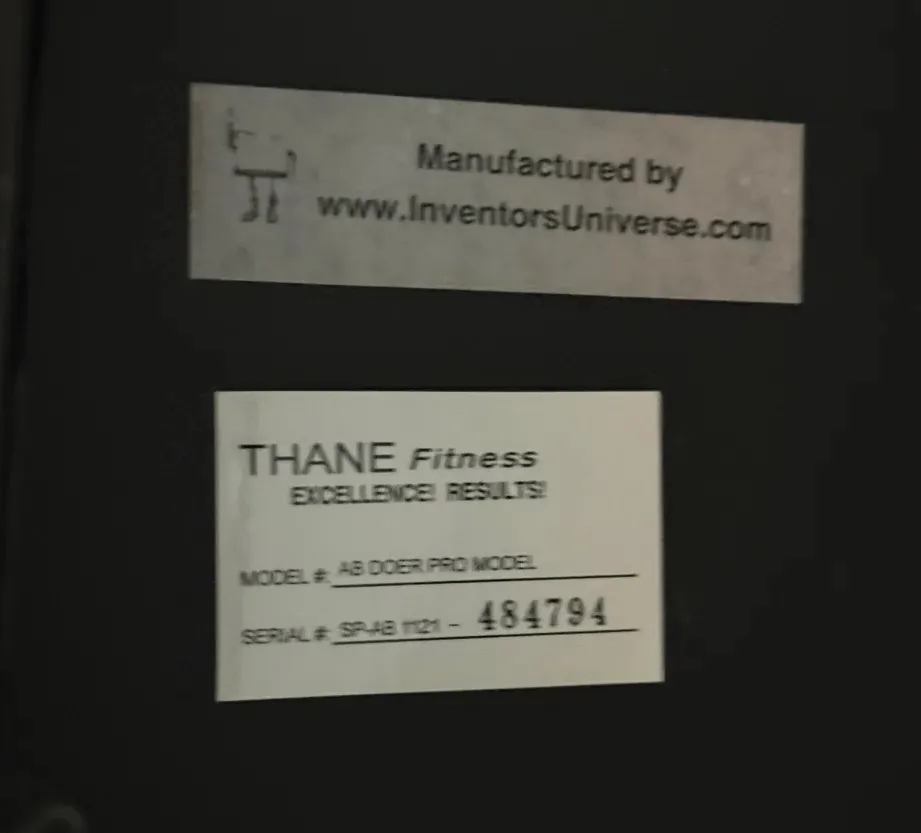 Manufactured by
www.InventorsUniverse.com
THANE Fitness
EXCELLENCE! RESULTS!
MODEL #: AB DOER PRO MODEL
SERIAL #: SP-AB 1121 - 484794